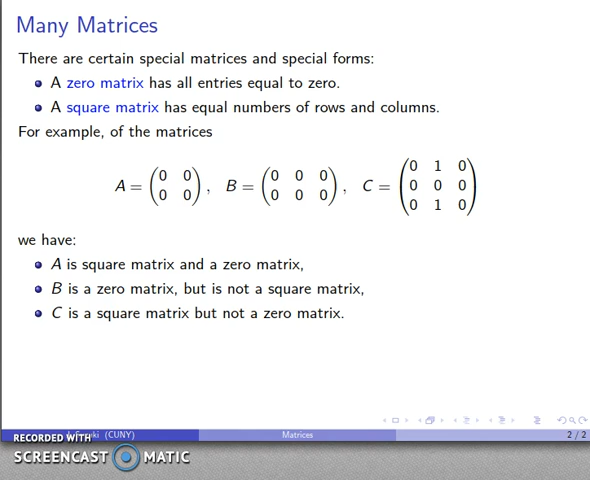 Many Matrices
There are certain special matrices and special forms:
A zero matrix has all entries equal to zero.
A square matrix has equal numbers of rows and columns.
For example, of the matrices
A = (0 0; 0 0), B = (0 0 0; 0 0 0), C = (0 1 0; 0 0 0; 0 1 0)
we have:
A is square matrix and a zero matrix,
B is a zero matrix, but is not a square matrix,
C is a square matrix but not a zero matrix.
(CUNY) Matrices 2 / 2
RECORDED WITH
SCREENCAST MATIC